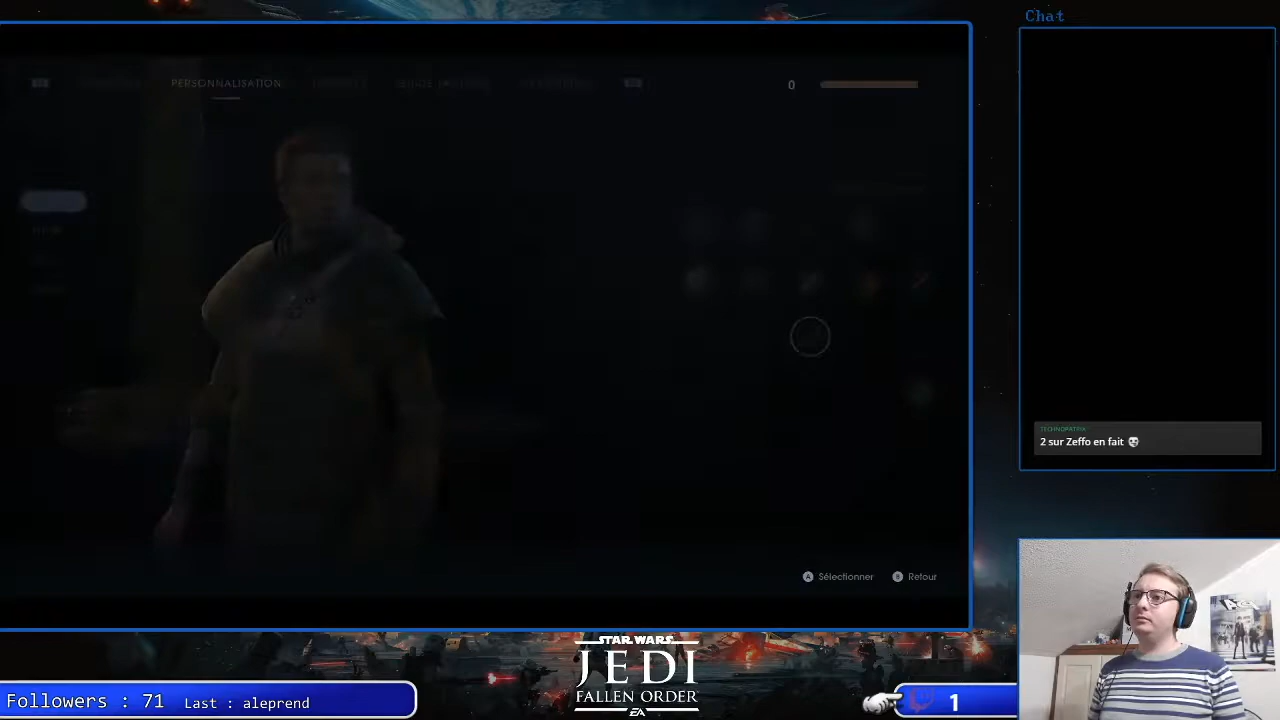 Chat
PERSONNALISATION
0
TECHNOPATRIX
2 sur Zeffo en fait
Sélectionner
Retour
STAR WARS
JEDI
FALLEN ORDER
EA
Followers : 71
Last : aleprend
1